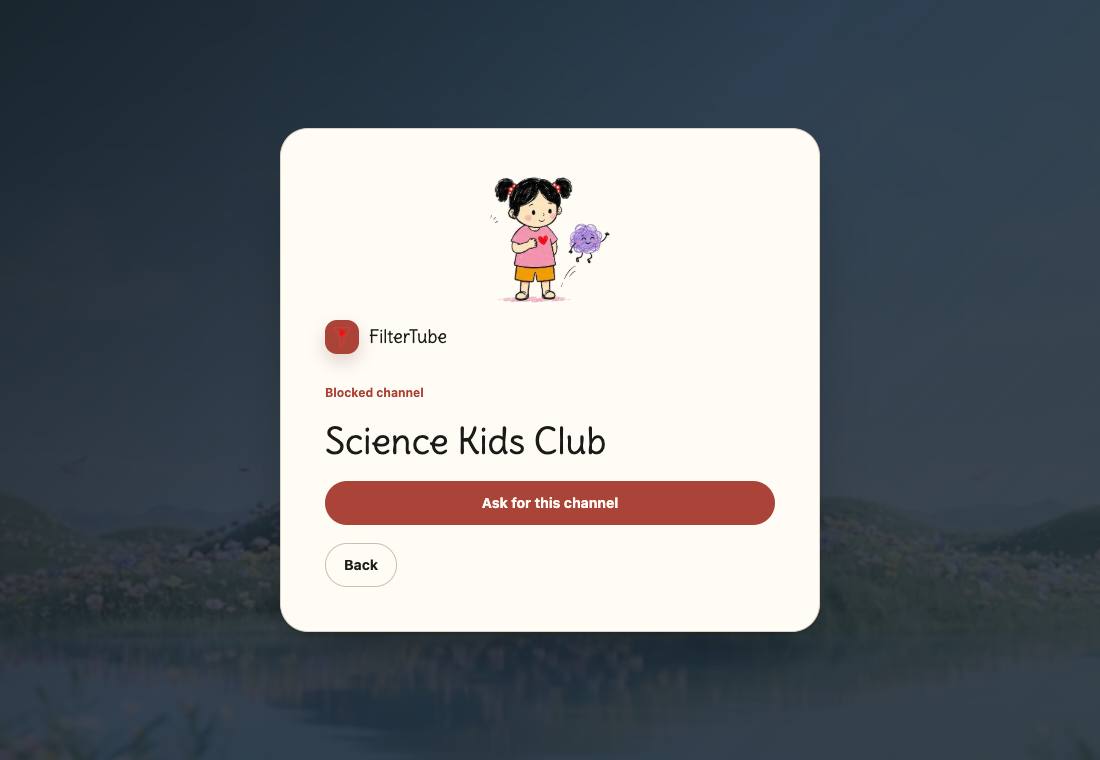 FilterTube
Blocked channel
Science Kids Club
Ask for this channel
Back